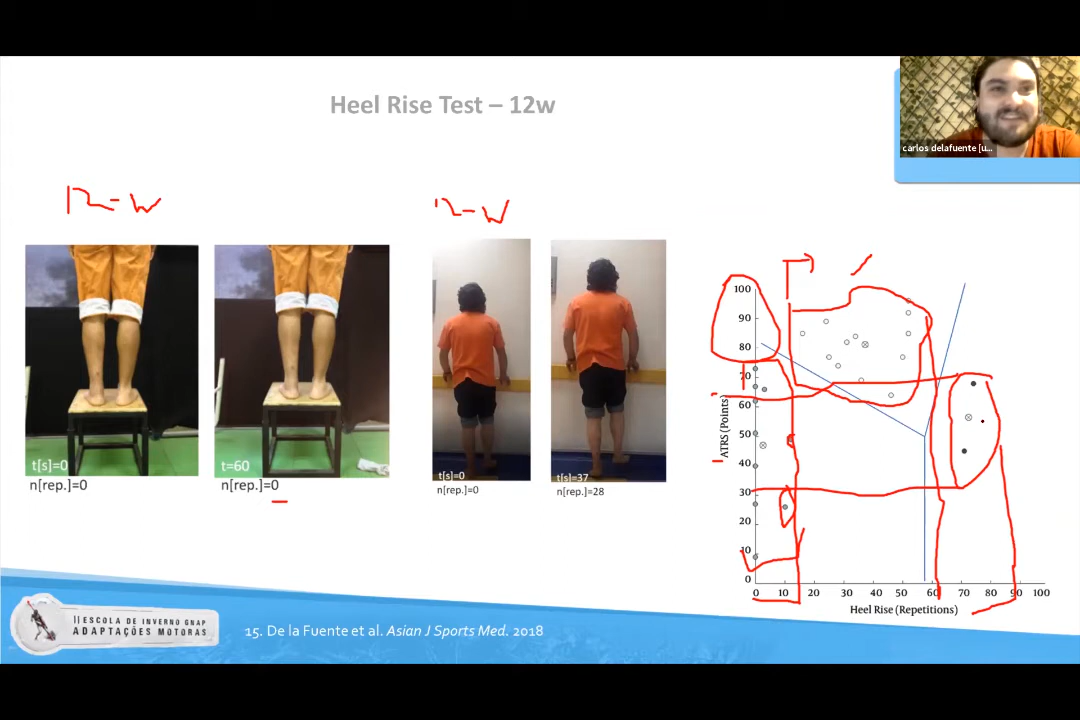 Heel Rise Test – 12w
carlos delafuente [u...
12-W
12-W
t[s]=0
n[rep.]=0
t=60
n[rep.]=0
t[s]=0
n[rep.]=0
t[s]=37
n[rep.]=28
100
90
80
70
60
50
40
30
20
10
0
ATRS (Points)
0 10 20 30 40 50 60 70 80 90 100
Heel Rise (Repetitions)
II ESCOLA DE INVERNO GNAP
ADAPTAÇÕES MOTORAS
15. De la Fuente et al. Asian J Sports Med. 2018